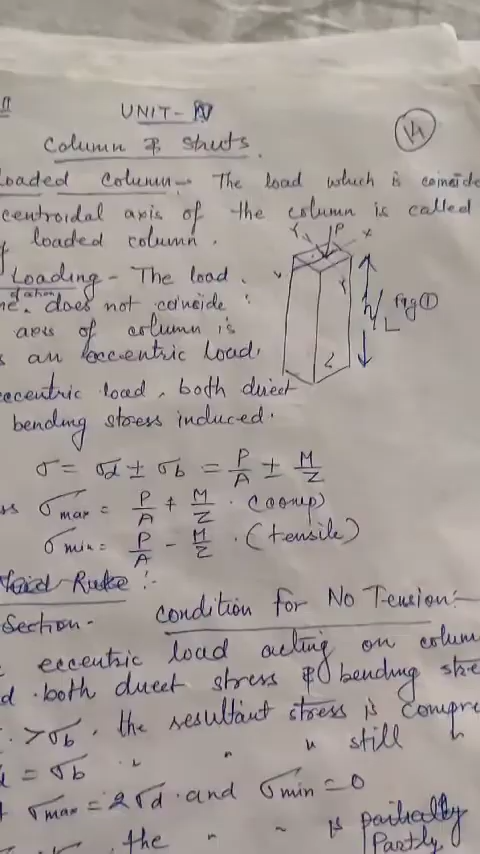 UNIT-IV
14
Column & Struts.
Loaded Column - The load which is coincide
centroidal axis of the column is called
loaded column.
Loading - The load
does not coincide
axis of column is
an eccentric load.
eccentric load, both direct
bending stress induced.
Y P X
Fig ①
L
σ = σd ± σb = P/A ± M/Z
σmax = P/A + M/Z . (comp)
σmin = P/A - M/Z . (tensile)
Rule :-
Section - condition for No Tension :-
eccentric load acting on colum
both direct stress & bending stre
> σb, the resultant stress is compre
= σb " " still "
σmax = 2σd and σmin = 0
the " " is partially
Partly